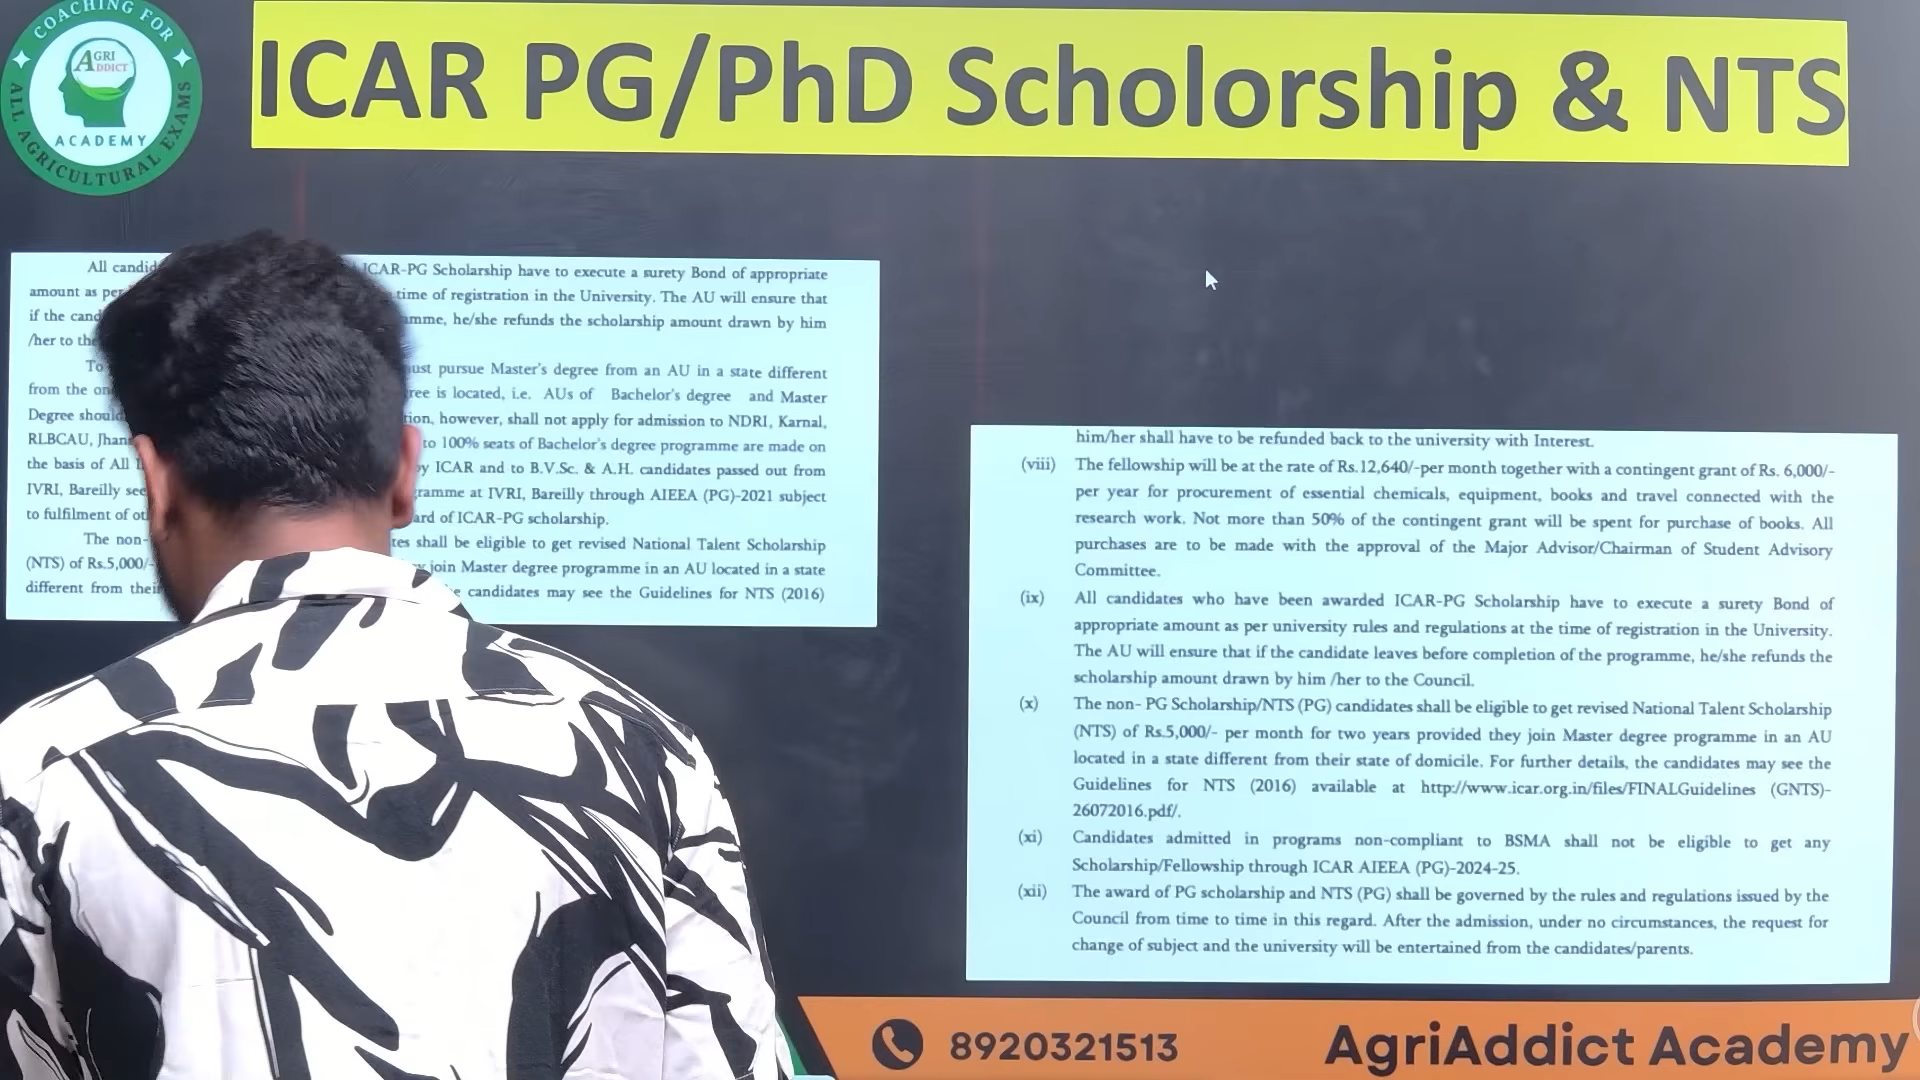 COACHING FOR
ALL AGRICULTURAL EXAMS
AGRI
ADDICT
ACADEMY
ICAR PG/PhD Scholorship & NTS
All candid ICAR-PG Scholarship have to execute a surety Bond of appropriate
amount as per time of registration in the University. The AU will ensure that
if the cand amme, he/she refunds the scholarship amount drawn by him
/her to the
To ust pursue Master's degree from an AU in a state different
from the on ree is located, i.e. AUs of Bachelor's degree and Master
Degree should tion, however, shall not apply for admission to NDRI, Karnal,
RLBCAU, Jhans to 100% seats of Bachelor's degree programme are made on
the basis of All I by ICAR and to B.V.Sc. & A.H. candidates passed out from
IVRI, Bareilly see ramme at IVRI, Bareilly through AIEEA (PG)-2021 subject
to fulfilment of ot ard of ICAR-PG scholarship.
The non- tes shall be eligible to get revised National Talent Scholarship
(NTS) of Rs.5,000/- y join Master degree programme in an AU located in a state
different from their e candidates may see the Guidelines for NTS (2016)
him/her shall have to be refunded back to the university with Interest.
(viii) The fellowship will be at the rate of Rs.12,640/-per month together with a contingent grant of Rs. 6,000/-
per year for procurement of essential chemicals, equipment, books and travel connected with the
research work. Not more than 50% of the contingent grant will be spent for purchase of books. All
purchases are to be made with the approval of the Major Advisor/Chairman of Student Advisory
Committee.
(ix) All candidates who have been awarded ICAR-PG Scholarship have to execute a surety Bond of
appropriate amount as per university rules and regulations at the time of registration in the University.
The AU will ensure that if the candidate leaves before completion of the programme, he/she refunds the
scholarship amount drawn by him /her to the Council.
(x) The non- PG Scholarship/NTS (PG) candidates shall be eligible to get revised National Talent Scholarship
(NTS) of Rs.5,000/- per month for two years provided they join Master degree programme in an AU
located in a state different from their state of domicile. For further details, the candidates may see the
Guidelines for NTS (2016) available at http://www.icar.org.in/files/FINALGuidelines (GNTS)-
26072016.pdf/.
(xi) Candidates admitted in programs non-compliant to BSMA shall not be eligible to get any
Scholarship/Fellowship through ICAR AIEEA (PG)-2024-25.
(xii) The award of PG scholarship and NTS (PG) shall be governed by the rules and regulations issued by the
Council from time to time in this regard. After the admission, under no circumstances, the request for
change of subject and the university will be entertained from the candidates/parents.
8920321513
AgriAddict Academy